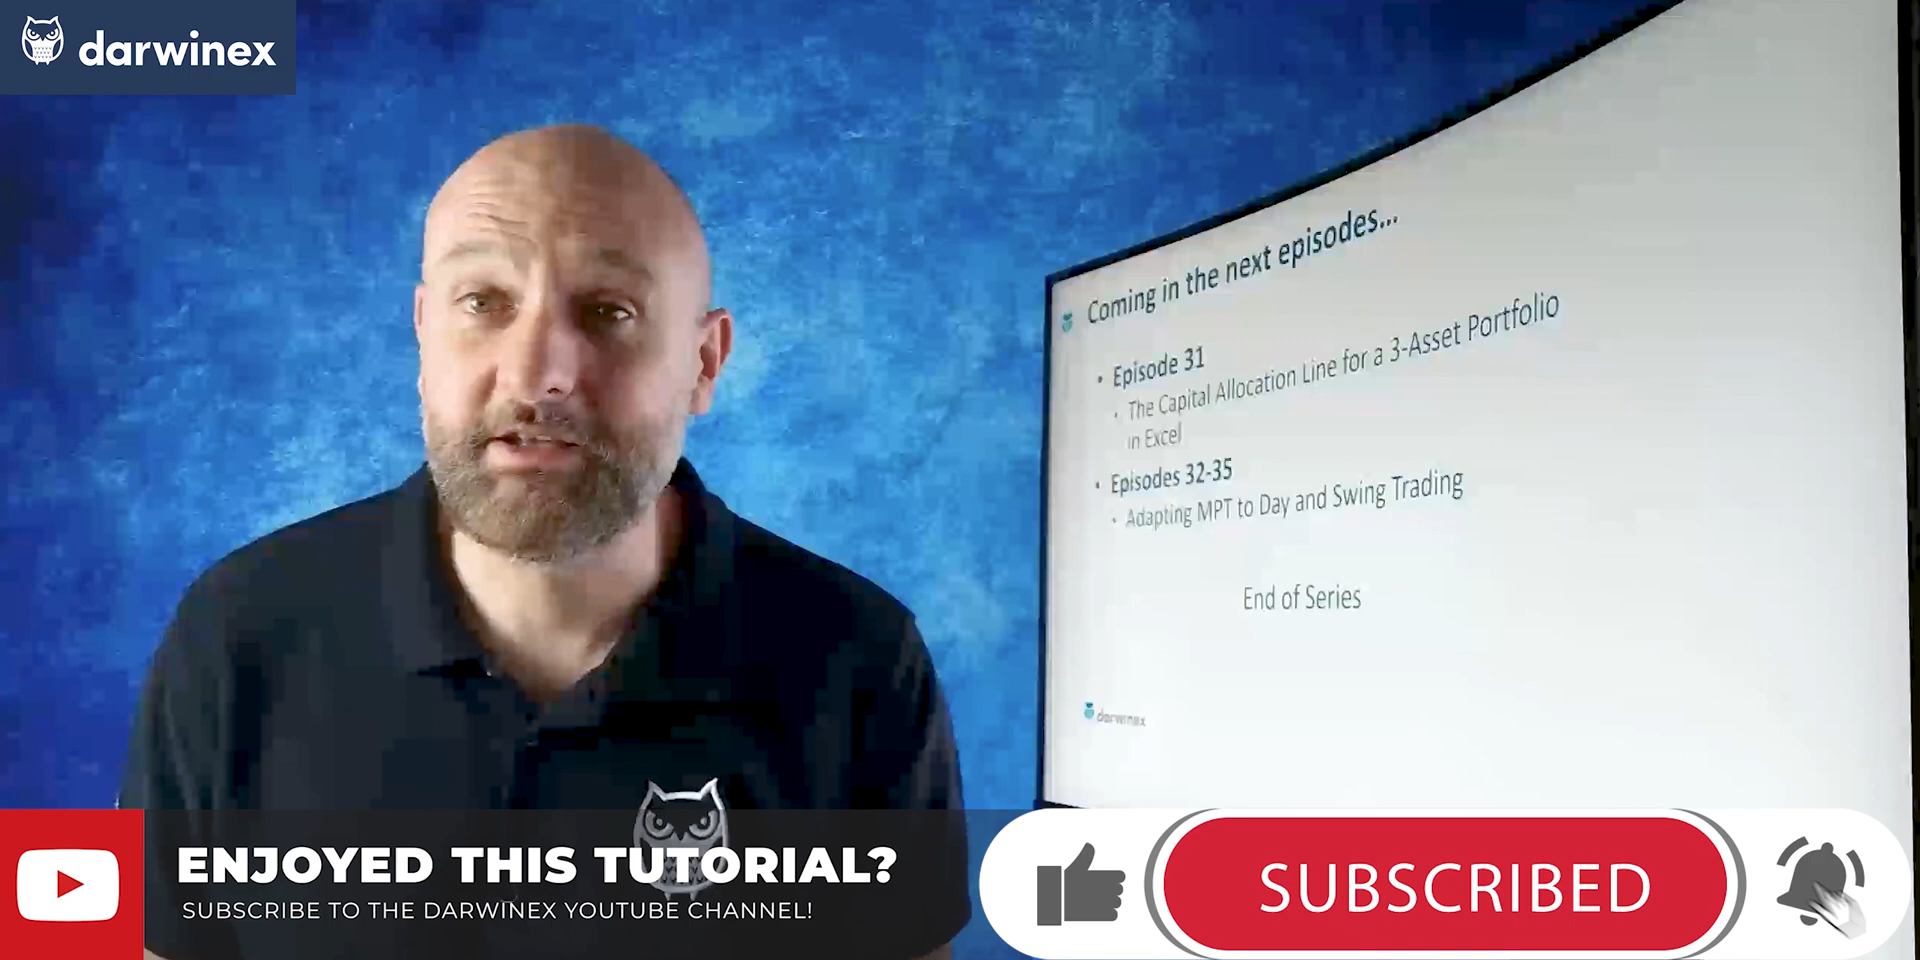 darwinex
Coming in the next episodes...
• Episode 31
• The Capital Allocation Line for a 3-Asset Portfolio
in Excel
• Episodes 32-35
• Adapting MPT to Day and Swing Trading
End of Series
darwinex
ENJOYED THIS TUTORIAL?
SUBSCRIBE TO THE DARWINEX YOUTUBE CHANNEL!
SUBSCRIBED